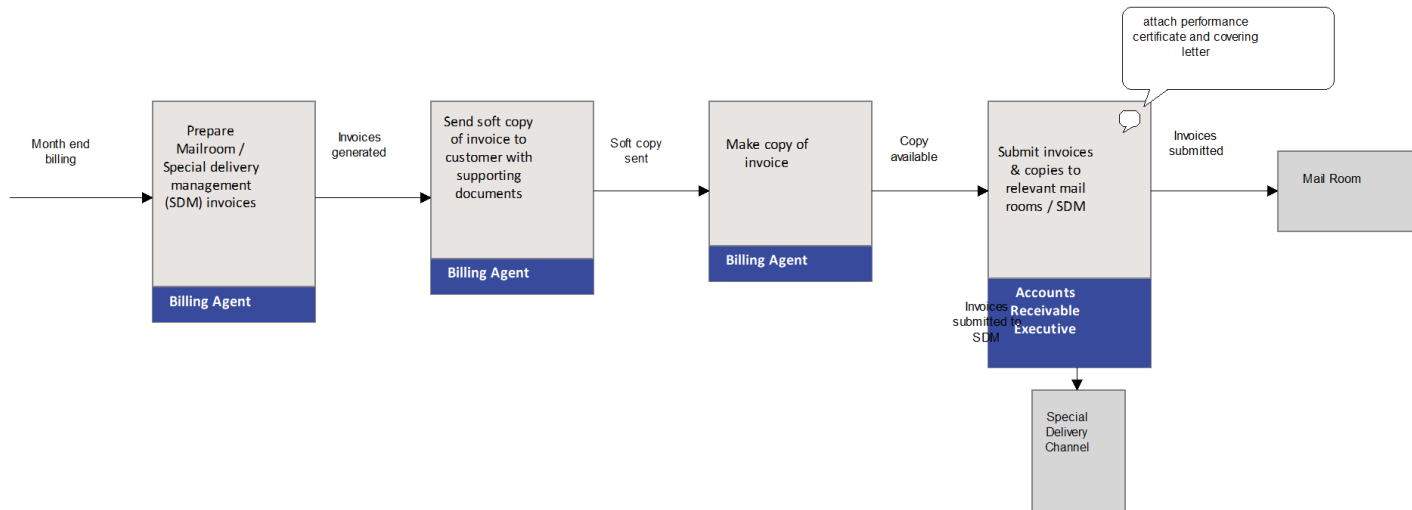 attach performance
certificate and covering
letter
Month end
billing
Prepare
Mailroom /
Special delivery
management
(SDM) invoices
Billing Agent
Invoices
generated
Send soft copy
of invoice to
customer with
supporting
documents
Billing Agent
Soft copy
sent
Make copy of
invoice
Billing Agent
Copy
available
Submit invoices
& copies to
relevant mail
rooms / SDM
Accounts
Receivable
Executive
Invoices
submitted
Mail Room
Invoices
submitted to
SDM
Special
Delivery
Channel